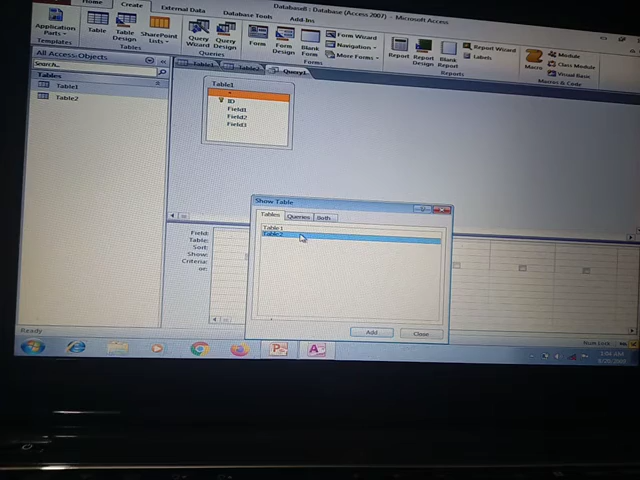 Database8 : Database (Access 2007) - Microsoft Access
Home
Create
External Data
Database Tools
Add-Ins
Application Parts
Table
Table Design
SharePoint Lists
Query Wizard
Query Design
Form
Form Design
Blank Form
Form Wizard
Navigation
More Forms
Report
Report Design
Blank Report
Report Wizard
Labels
Macro
Module
Class Module
Visual Basic
Templates
Tables
Queries
Forms
Reports
Macros & Code
All Access Objects
Search...
Tables
Table1
Table2
Table1
Table2
Query1
Table1
*
ID
Field1
Field2
Field3
Show Table
Tables
Queries
Both
Table1
Table2
Add
Close
Field:
Table:
Sort:
Show:
Criteria:
or:
Ready
Num Lock
1:04 AM